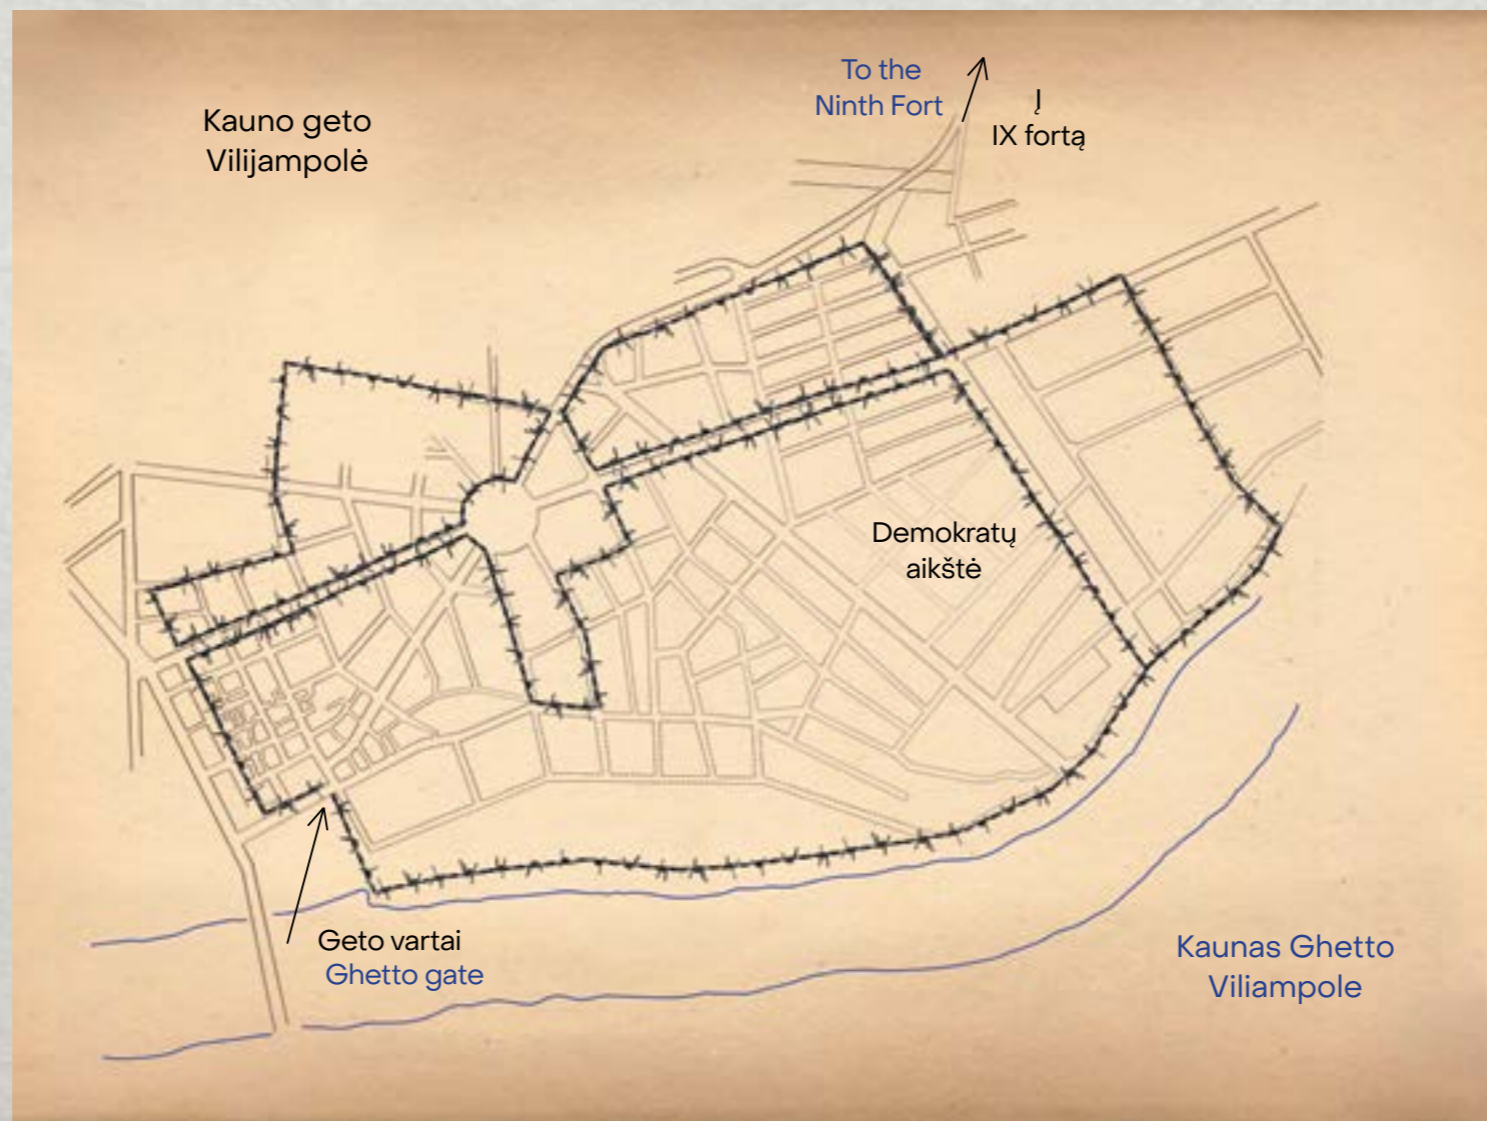 Kauno geto
Vilijampolė
To the
Ninth Fort
Į
IX fortą
Demokratų
aikštė
Geto vartai
Ghetto gate
Kaunas Ghetto
Viliampole